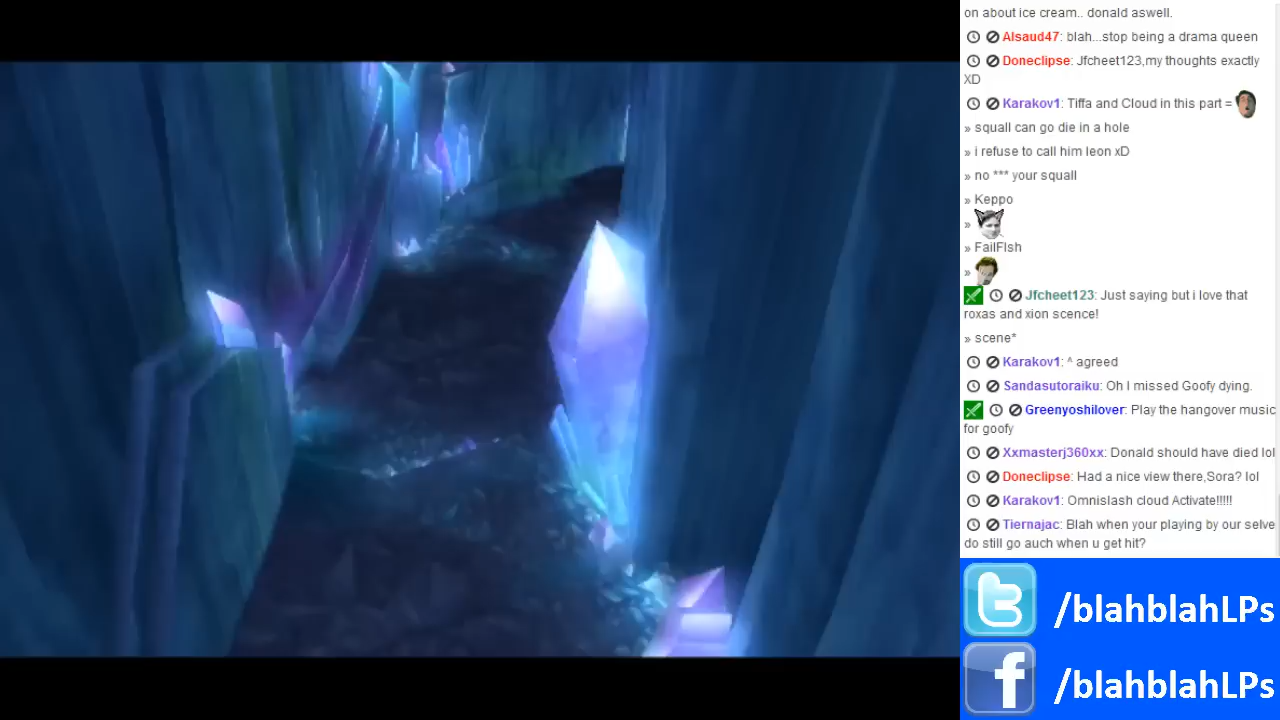 on about ice cream.. donald aswell.
Alsaud47: blah...stop being a drama queen
Doneclipse: Jfcheet123,my thoughts exactly
XD
Karakov1: Tiffa and Cloud in this part =
» squall can go die in a hole
» i refuse to call him leon xD
» no *** your squall
» Keppo
»
» FailFIsh
»
Jfcheet123: Just saying but i love that
roxas and xion scence!
» scene*
Karakov1: ^ agreed
Sandasutoraiku: Oh I missed Goofy dying.
Greenyoshilover: Play the hangover music
for goofy
Xxmasterj360xx: Donald should have died lol
Doneclipse: Had a nice view there,Sora? lol
Karakov1: Omnislash cloud Activate!!!!!
Tiernajac: Blah when your playing by our selve
do still go auch when u get hit?
/blahblahLPs
/blahblahLPs